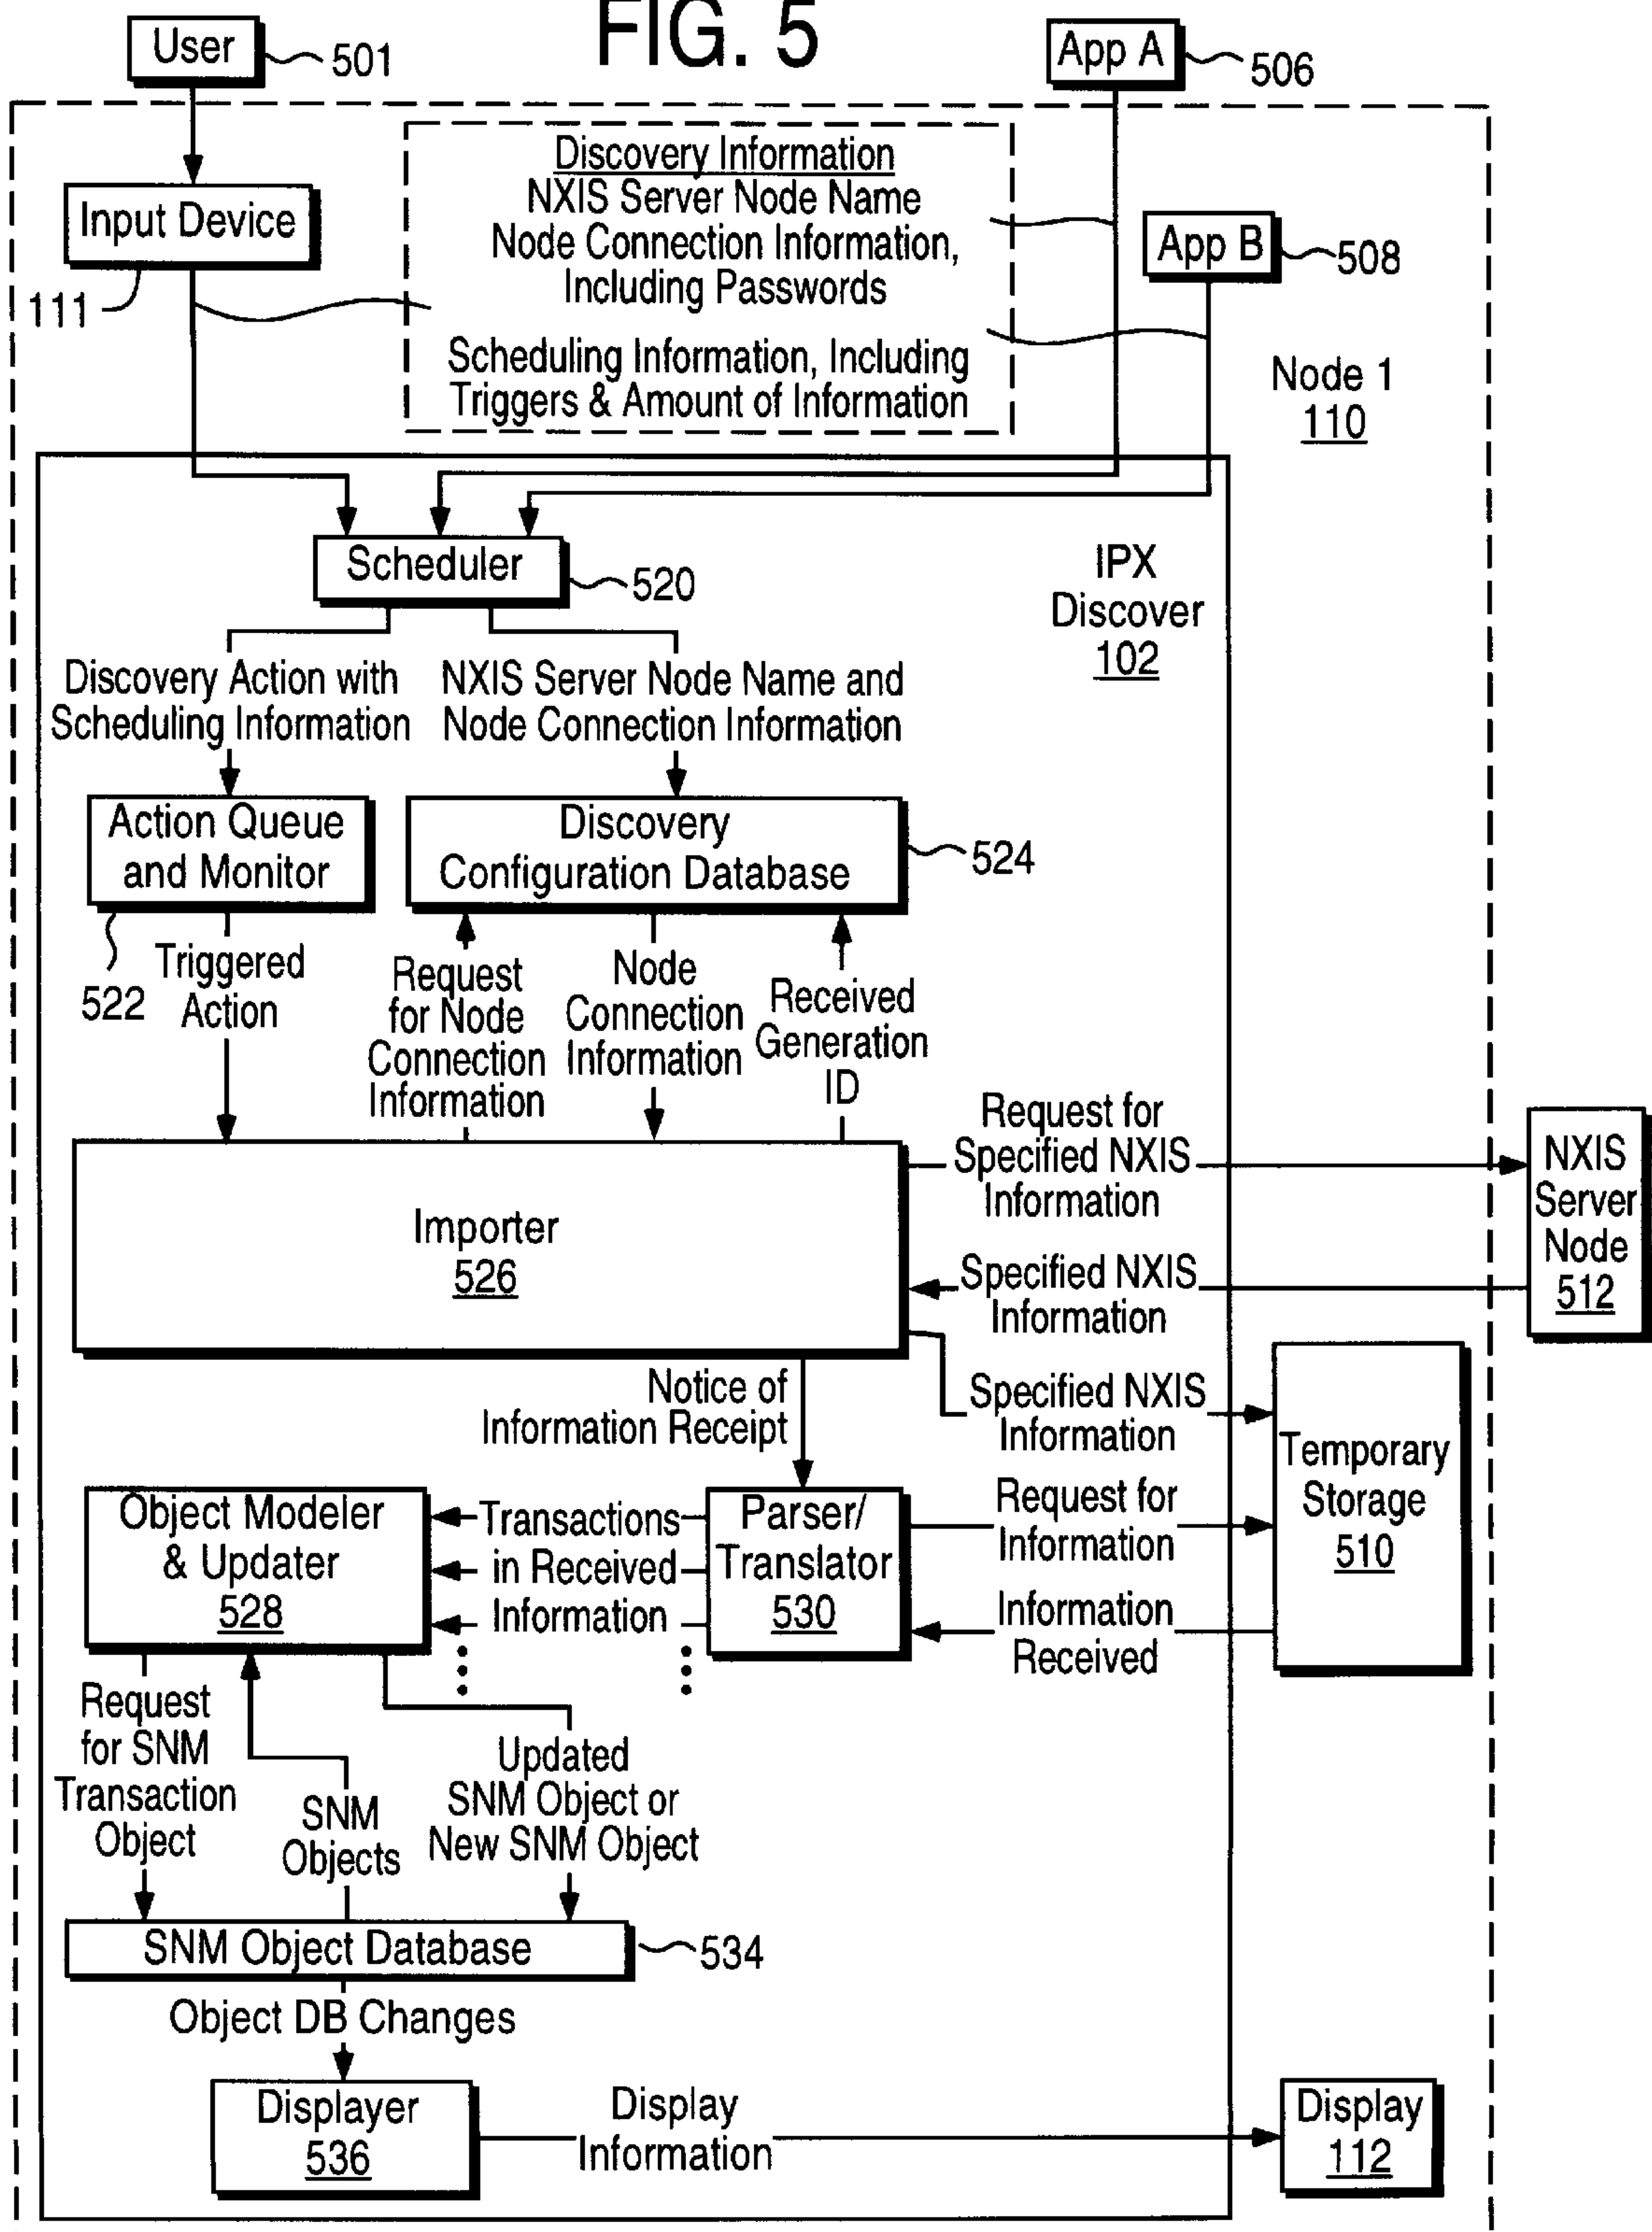 FIG. 5
User
501
App A
506
Discovery Information
NXIS Server Node Name
Node Connection Information,
Including Passwords
Scheduling Information, Including
Triggers & Amount of Information
Input Device
111
App B
508
Node 1
110
Scheduler
520
IPX
Discover
102
Discovery Action with
Scheduling Information
NXIS Server Node Name and
Node Connection Information
Action Queue
and Monitor
522
Discovery
Configuration Database
524
Triggered
Action
Request
for Node
Connection
Information
Node
Connection
Information
Received
Generation
ID
Importer
526
Request for
Specified NXIS
Information
NXIS
Server
Node
512
Specified NXIS
Information
Notice of
Information Receipt
Specified NXIS
Information
Temporary
Storage
510
Object Modeler
& Updater
528
Transactions
in Received
Information
Parser/
Translator
530
Request for
Information
Information
Received
Request
for SNM
Transaction
Object
SNM
Objects
Updated
SNM Object or
New SNM Object
SNM Object Database
534
Object DB Changes
Displayer
536
Display
Information
Display
112